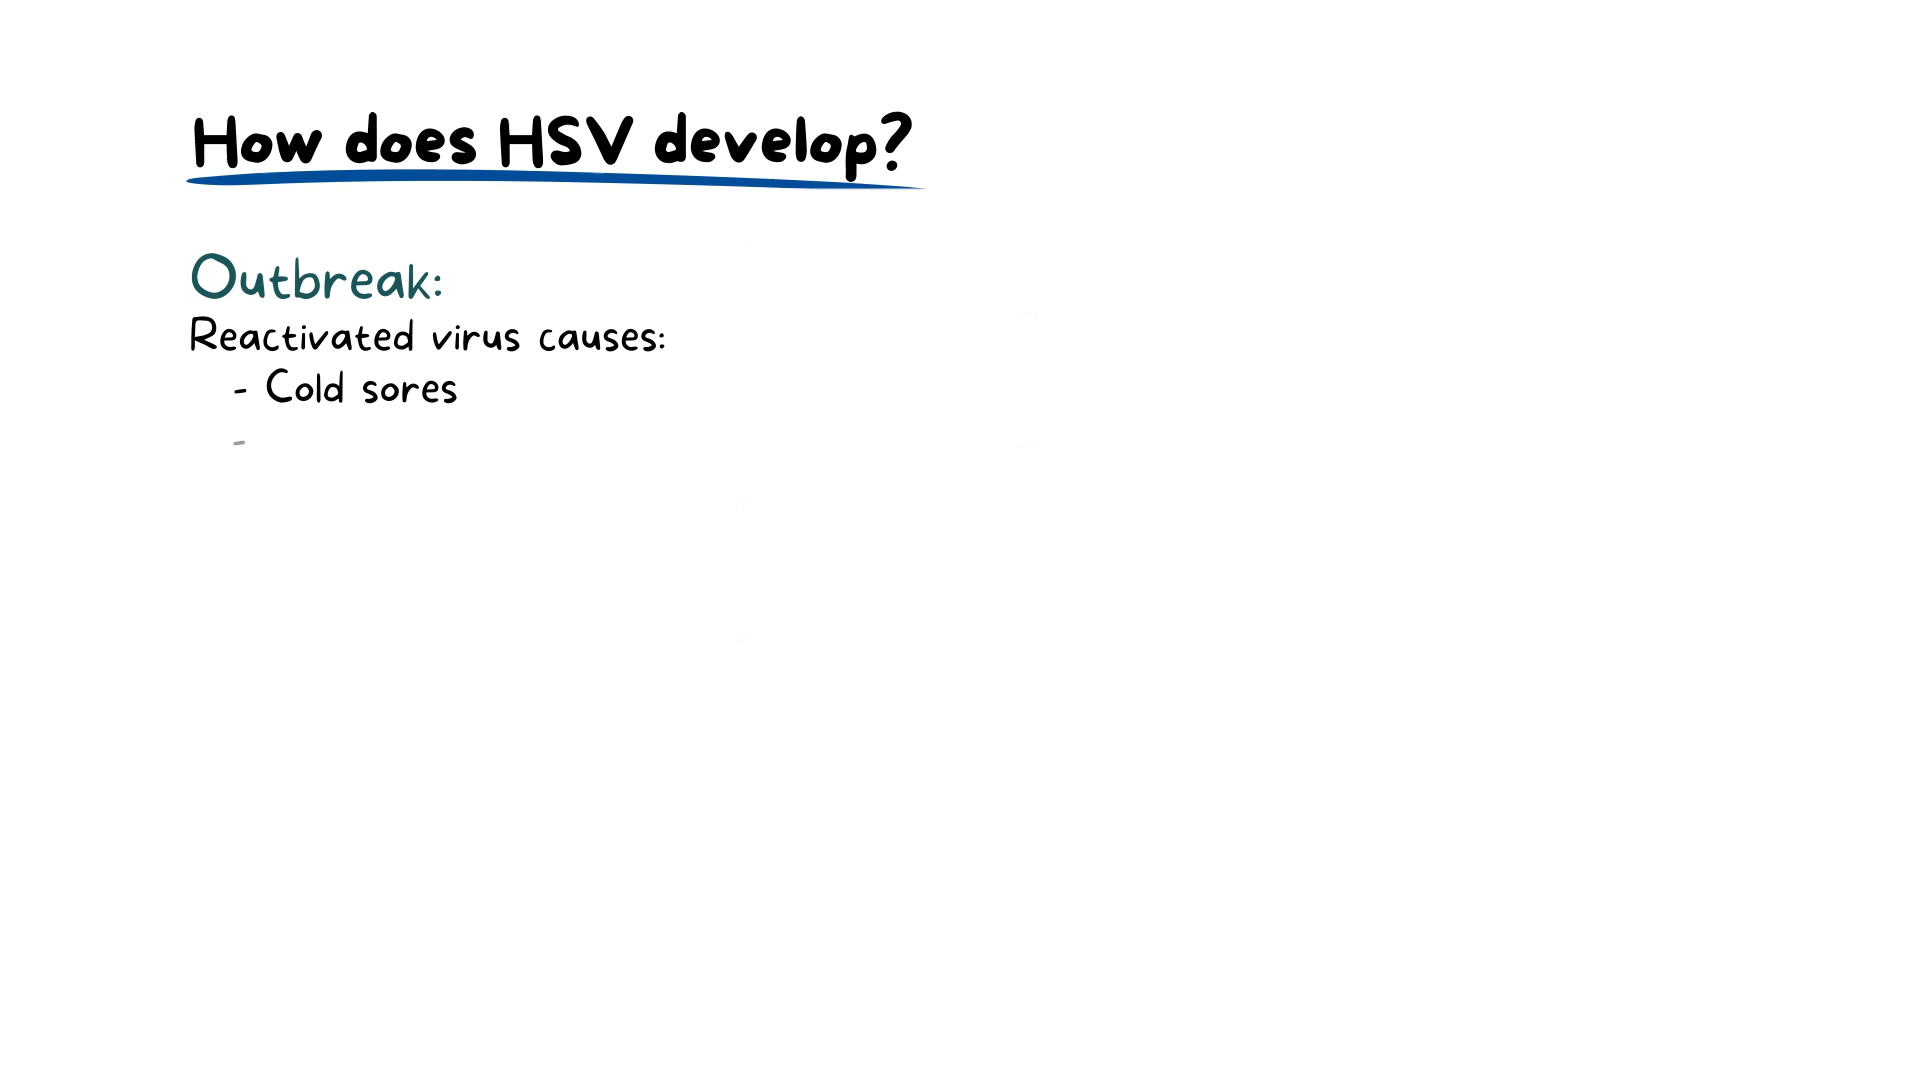 How does HSV develop?
Outbreak:
Reactivated virus causes:
- Cold sores
-